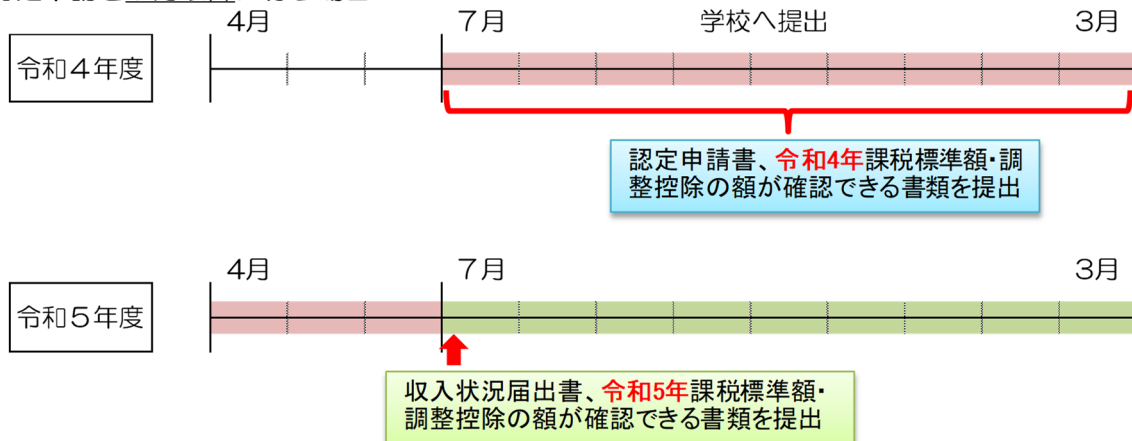 4月
7月
学校へ提出
3月
令和4年度
認定申請書、令和4年課税標準額・調
整控除の額が確認できる書類を提出
4月
7月
3月
令和5年度
収入状況届出書、令和5年課税標準額・
調整控除の額が確認できる書類を提出